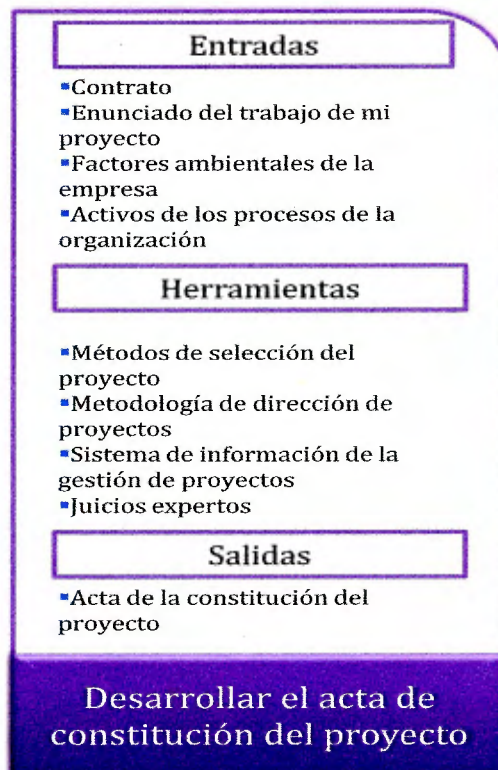 Entradas
▪Contrato
▪Enunciado del trabajo de mi
proyecto
▪Factores ambientales de la
empresa
▪Activos de los procesos de la
organización
Herramientas
▪Métodos de selección del
proyecto
▪Metodología de dirección de
proyectos
▪Sistema de información de la
gestión de proyectos
▪Juicios expertos
Salidas
▪Acta de la constitución del
proyecto
Desarrollar el acta de
constitución del proyecto